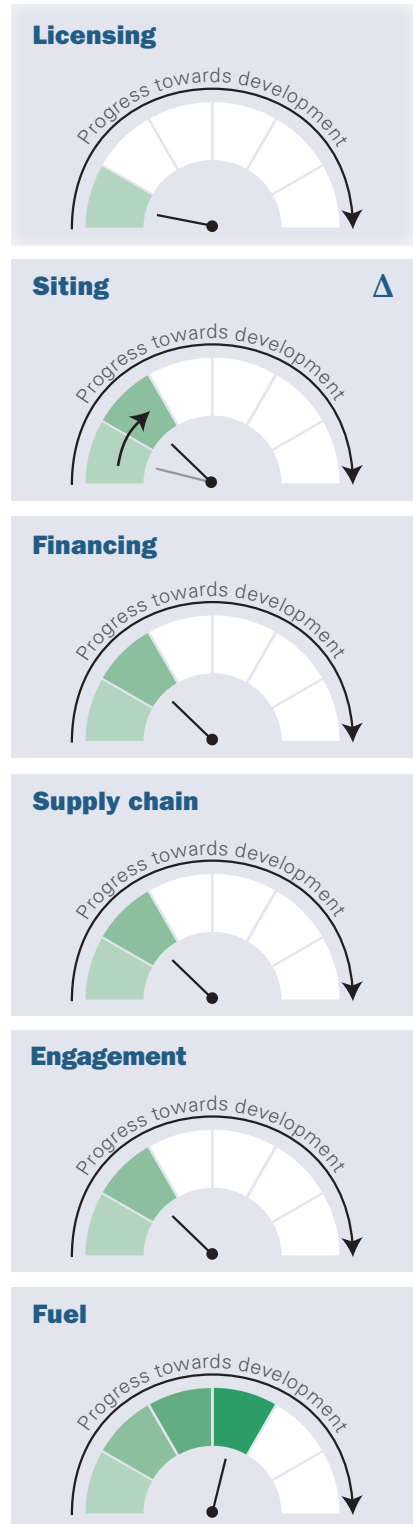 Licensing
Progress towards development
Siting Δ
Progress towards development
Financing
Progress towards development
Supply chain
Progress towards development
Engagement
Progress towards development
Fuel
Progress towards development